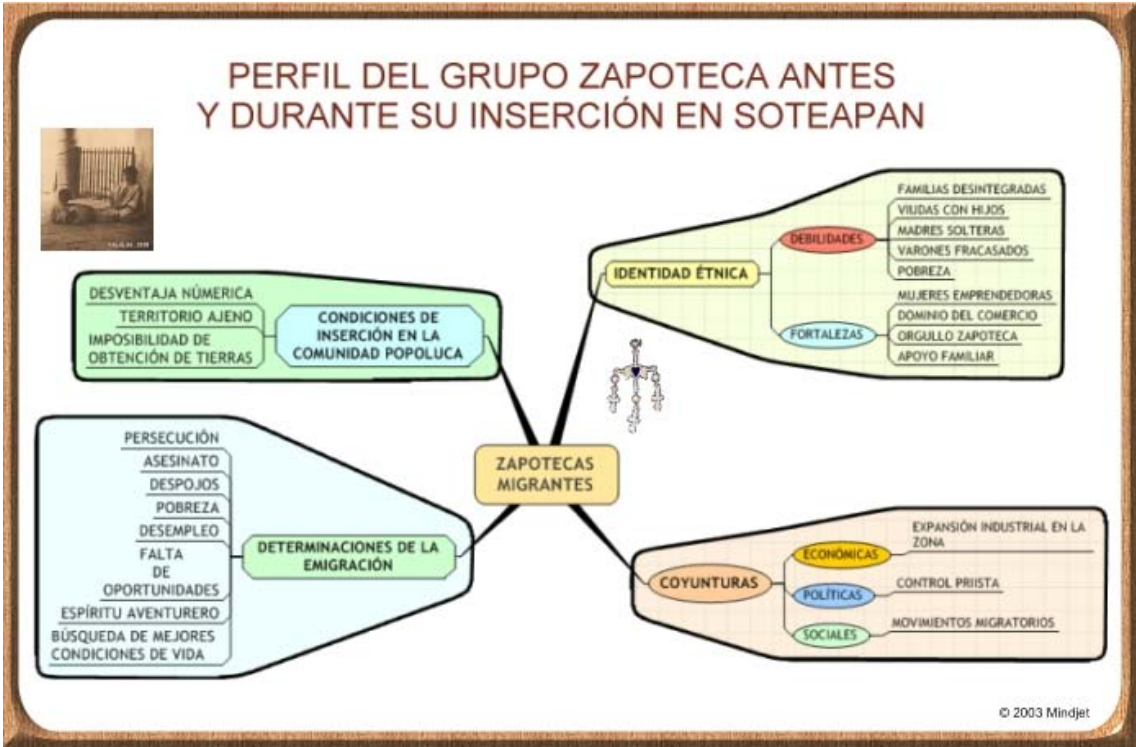 PERFIL DEL GRUPO ZAPOTECA ANTES
Y DURANTE SU INSERCIÓN EN SOTEAPAN
DESVENTAJA NÚMERICA
TERRITORIO AJENO
IMPOSIBILIDAD DE
OBTENCIÓN DE TIERRAS
CONDICIONES DE
INSERCIÓN EN LA
COMUNIDAD POPOLUCA
IDENTIDAD ÉTNICA
DEBILIDADES
FAMILIAS DESINTEGRADAS
VIUDAS CON HIJOS
MADRES SOLTERAS
VARONES FRACASADOS
POBREZA
FORTALEZAS
MUJERES EMPRENDEDORAS
DOMINIO DEL COMERCIO
ORGULLO ZAPOTECA
APOYO FAMILIAR
ZAPOTECAS
MIGRANTES
PERSECUCIÓN
ASESINATO
DESPOJOS
POBREZA
DESEMPLEO
FALTA
DE
OPORTUNIDADES
ESPÍRITU AVENTURERO
BÚSQUEDA DE MEJORES
CONDICIONES DE VIDA
DETERMINACIONES DE LA
EMIGRACIÓN
COYUNTURAS
ECONÓMICAS
EXPANSIÓN INDUSTRIAL EN LA
ZONA
POLÍTICAS
CONTROL PRIISTA
SOCIALES
MOVIMIENTOS MIGRATORIOS
© 2003 Mindjet